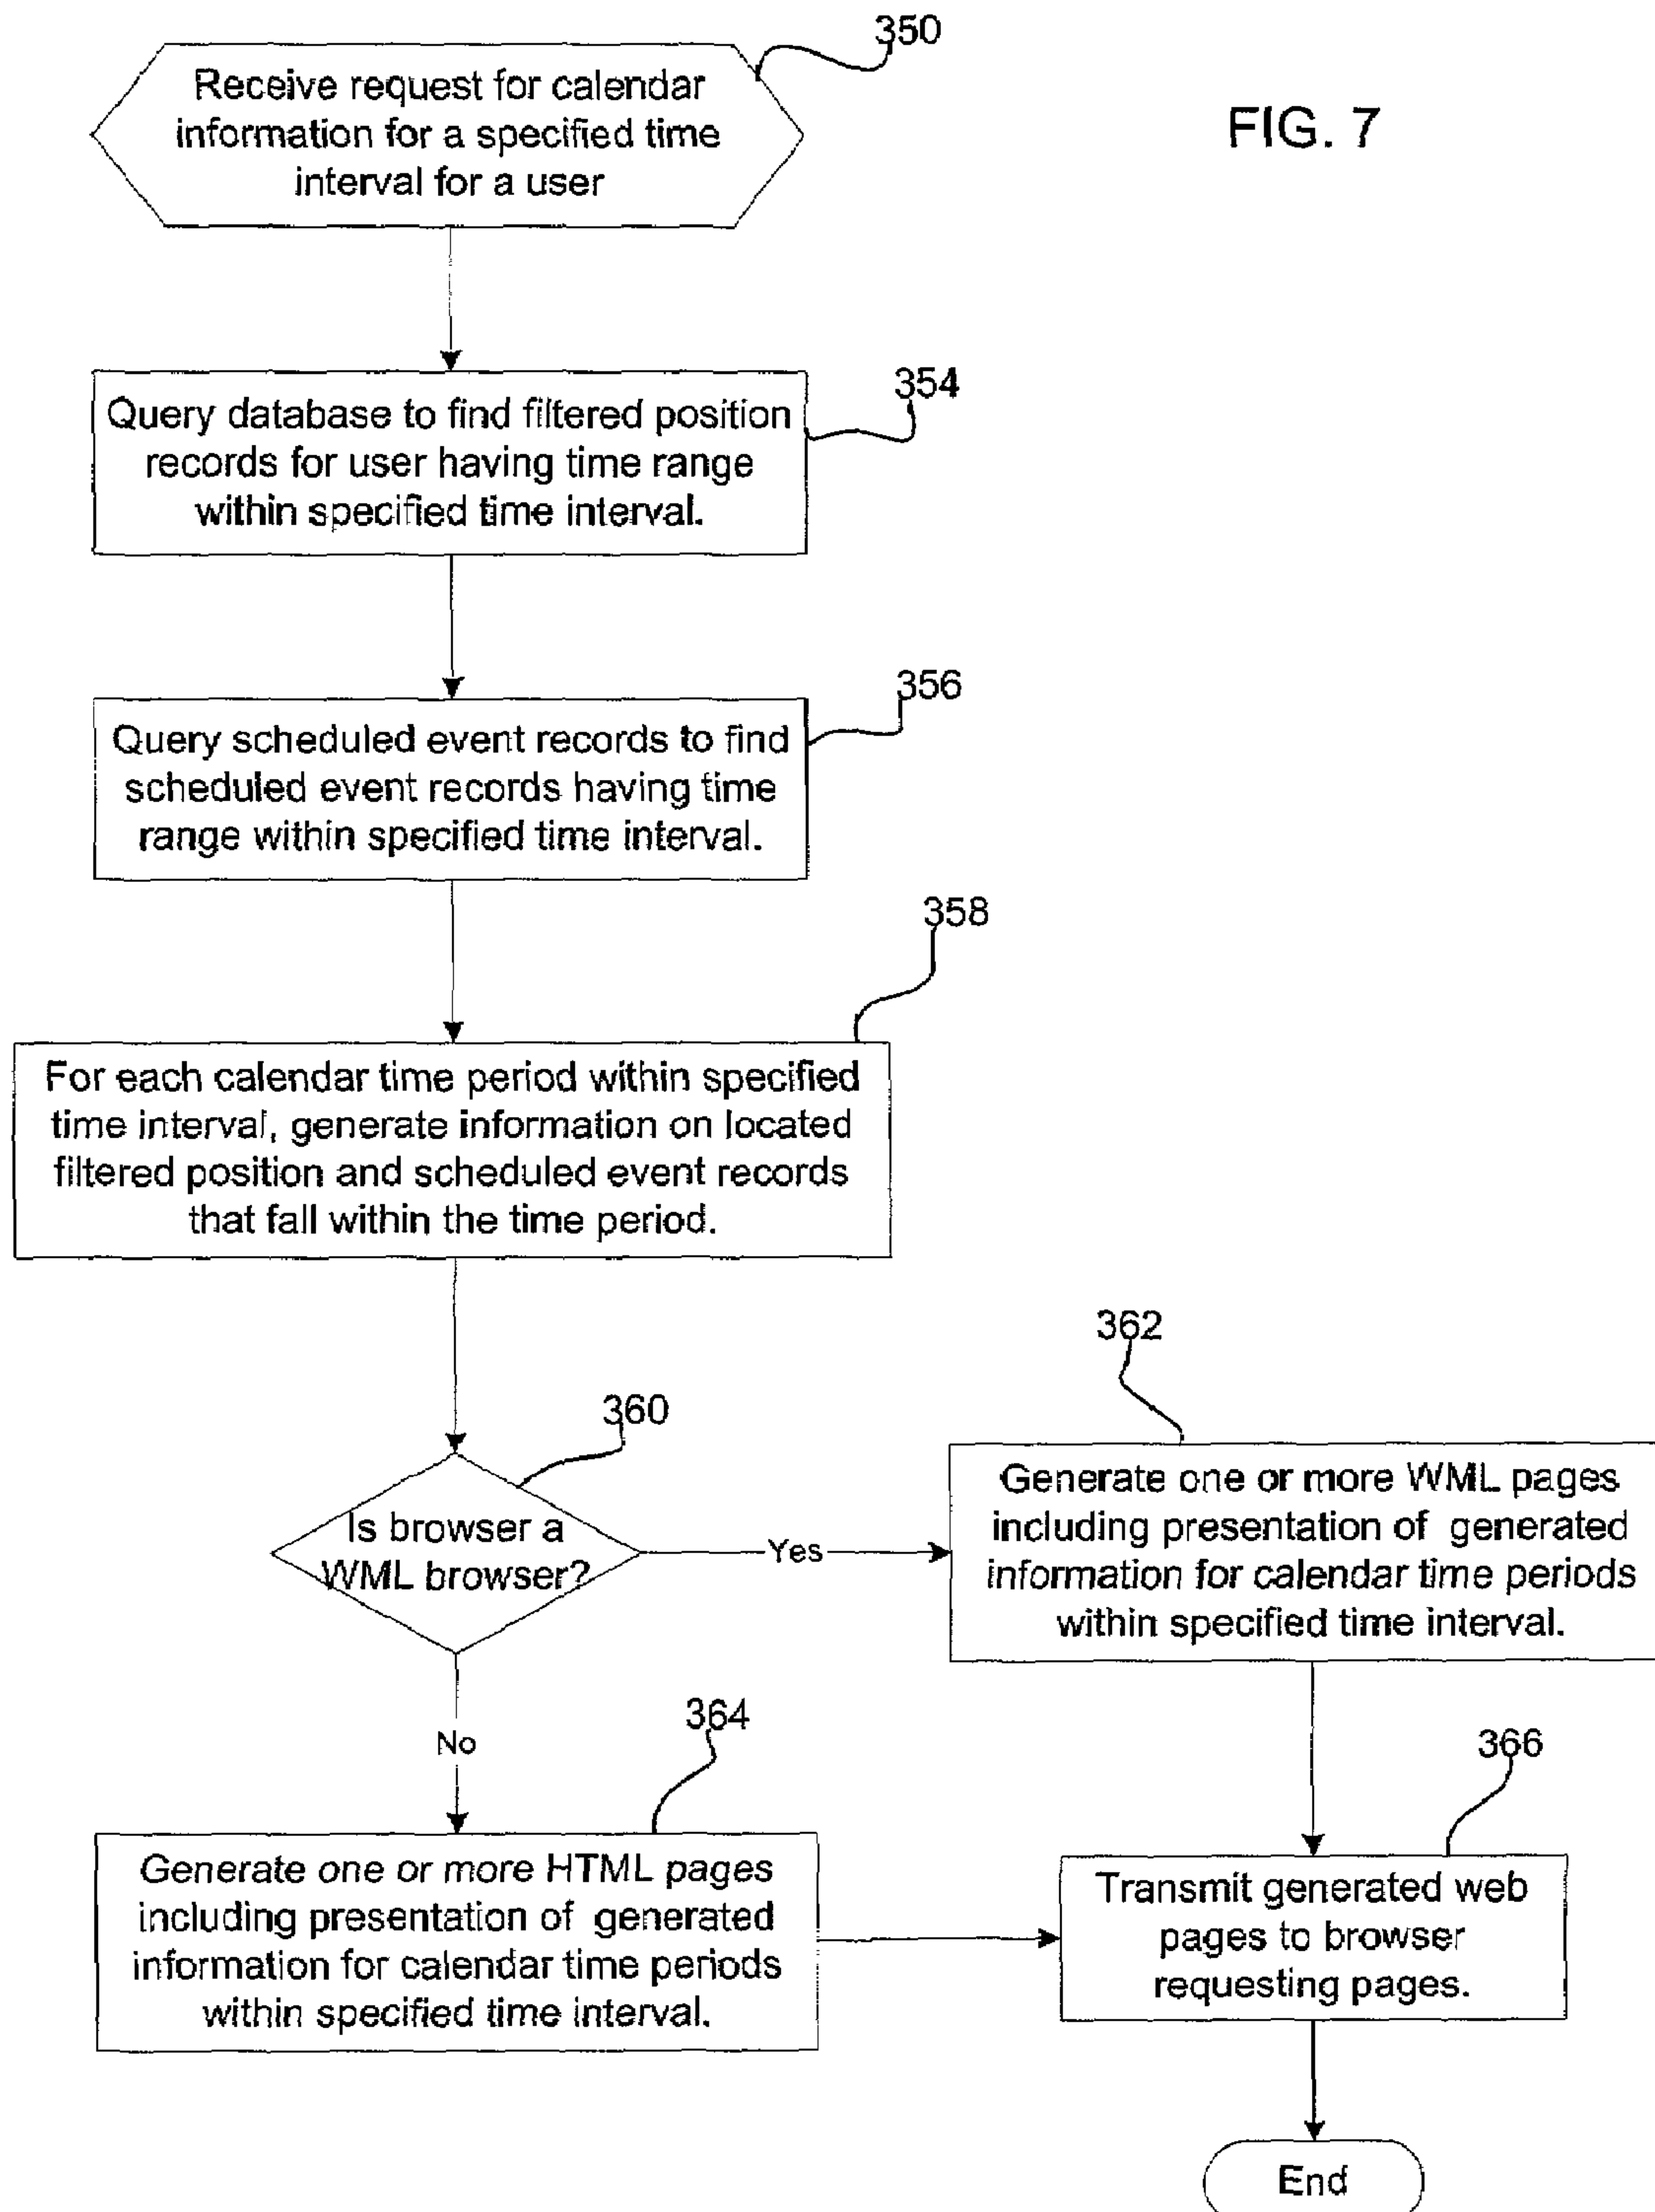 350
Receive request for calendar
information for a specified time
interval for a user
FIG. 7
354
Query database to find filtered position
records for user having time range
within specified time interval.
356
Query scheduled event records to find
scheduled event records having time
range within specified time interval.
358
For each calendar time period within specified
time interval, generate information on located
filtered position and scheduled event records
that fall within the time period.
360
Is browser a
WML browser?
Yes
362
Generate one or more WML pages
including presentation of generated
information for calendar time periods
within specified time interval.
No
364
Generate one or more HTML pages
including presentation of generated
information for calendar time periods
within specified time interval.
366
Transmit generated web
pages to browser
requesting pages.
End